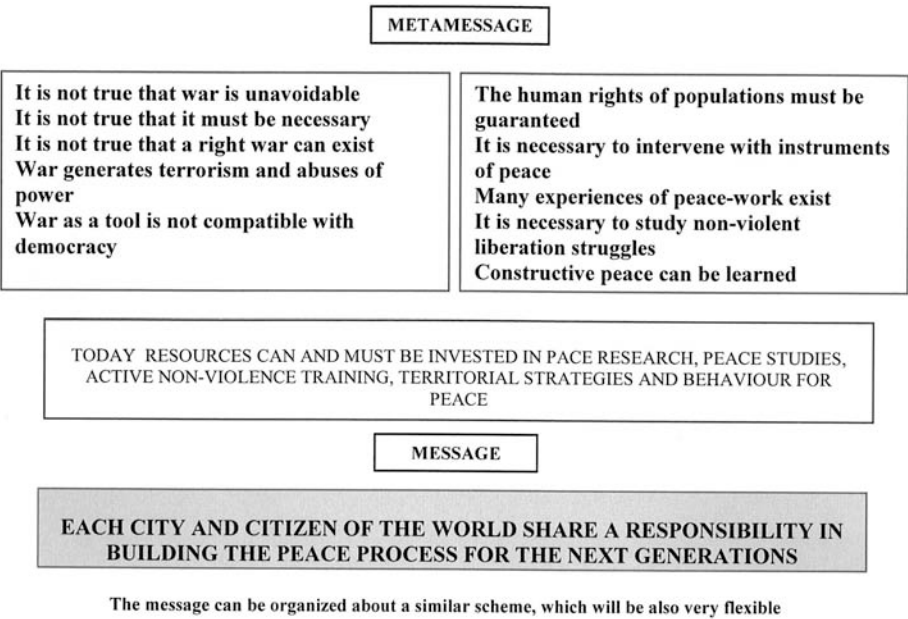 METAMESSAGE
It is not true that war is unavoidable
It is not true that it must be necessary
It is not true that a right war can exist
War generates terrorism and abuses of
power
War as a tool is not compatible with
democracy
The human rights of populations must be
guaranteed
It is necessary to intervene with instruments
of peace
Many experiences of peace-work exist
It is necessary to study non-violent
liberation struggles
Constructive peace can be learned
TODAY RESOURCES CAN AND MUST BE INVESTED IN PACE RESEARCH, PEACE STUDIES,
ACTIVE NON-VIOLENCE TRAINING, TERRITORIAL STRATEGIES AND BEHAVIOUR FOR
PEACE
MESSAGE
EACH CITY AND CITIZEN OF THE WORLD SHARE A RESPONSIBILITY IN
BUILDING THE PEACE PROCESS FOR THE NEXT GENERATIONS
The message can be organized about a similar scheme, which will be also very flexible